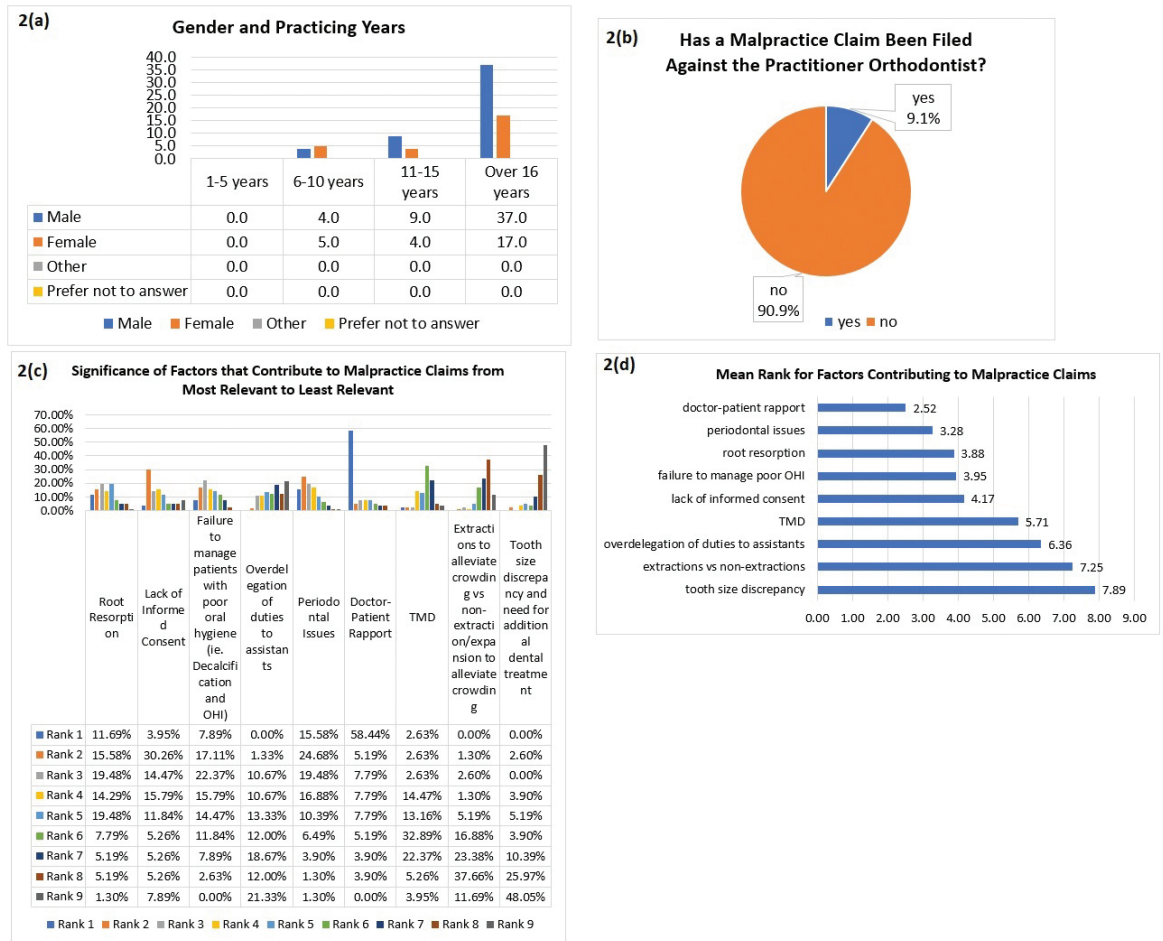 2(a)
Gender and Practicing Years
40.0
35.0
30.0
25.0
20.0
15.0
10.0
5.0
0.0
1-5 years 6-10 years 11-15 years Over 16 years
Male 0.0 4.0 9.0 37.0
Female 0.0 5.0 4.0 17.0
Other 0.0 0.0 0.0 0.0
Prefer not to answer 0.0 0.0 0.0 0.0
Male Female Other Prefer not to answer
2(b)
Has a Malpractice Claim Been Filed
Against the Practitioner Orthodontist?
yes
9.1%
no
90.9%
yes no
2(c)
Significance of Factors that Contribute to Malpractice Claims from
Most Relevant to Least Relevant
70.00%
60.00%
50.00%
40.00%
30.00%
20.00%
10.00%
0.00%
Root
Resorpti
on
Lack of
Informe
d
Consent
Failure
to
manage
patients
with
poor
oral
hygiene
(ie.
Decalcifi
cation
and
OHI)
Overdel
egation
of
duties
to
assistan
ts
Periodo
ntal
Issues
Doctor-
Patient
Rapport
TMD
Extracti
ons to
alleviate
crowdin
g vs
non-
extracti
on/expa
nsion to
alleviate
crowdin
g
Tooth
size
discrepa
ncy and
need for
addition
al
dental
treatme
nt
Rank 1 11.69% 3.95% 7.89% 0.00% 15.58% 58.44% 2.63% 0.00% 0.00%
Rank 2 15.58% 30.26% 17.11% 1.33% 24.68% 5.19% 2.63% 1.30% 2.60%
Rank 3 19.48% 14.47% 22.37% 10.67% 19.48% 7.79% 2.63% 2.60% 0.00%
Rank 4 14.29% 15.79% 15.79% 10.67% 16.88% 7.79% 14.47% 1.30% 3.90%
Rank 5 19.48% 11.84% 14.47% 13.33% 10.39% 7.79% 13.16% 5.19% 5.19%
Rank 6 7.79% 5.26% 11.84% 12.00% 6.49% 5.19% 32.89% 16.88% 3.90%
Rank 7 5.19% 5.26% 7.89% 18.67% 3.90% 3.90% 22.37% 23.38% 10.39%
Rank 8 5.19% 5.26% 2.63% 12.00% 1.30% 3.90% 5.26% 37.66% 25.97%
Rank 9 1.30% 7.89% 0.00% 21.33% 1.30% 0.00% 3.95% 11.69% 48.05%
Rank 1 Rank 2 Rank 3 Rank 4 Rank 5 Rank 6 Rank 7 Rank 8 Rank 9
2(d)
Mean Rank for Factors Contributing to Malpractice Claims
doctor-patient rapport 2.52
periodontal issues 3.28
root resorption 3.88
failure to manage poor OHI 3.95
lack of informed consent 4.17
TMD 5.71
overdelegation of duties to assistants 6.36
extractions vs non-extractions 7.25
tooth size discrepancy 7.89
0.00 1.00 2.00 3.00 4.00 5.00 6.00 7.00 8.00 9.00